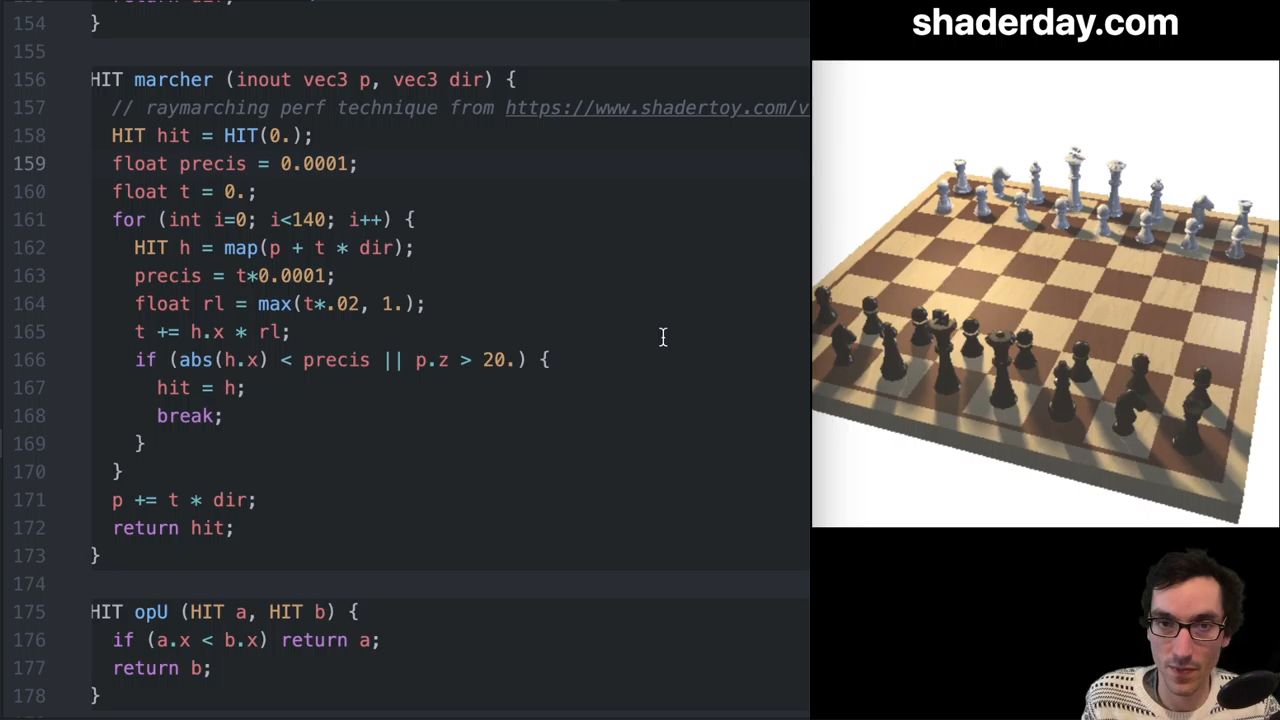 154 }
155
156 HIT marcher (inout vec3 p, vec3 dir) {
157 // raymarching perf technique from https://www.shadertoy.com/v
158 HIT hit = HIT(0.);
159 float precis = 0.0001;
160 float t = 0.;
161 for (int i=0; i<140; i++) {
162 HIT h = map(p + t * dir);
163 precis = t*0.0001;
164 float rl = max(t*.02, 1.);
165 t += h.x * rl;
166 if (abs(h.x) < precis || p.z > 20.) {
167 hit = h;
168 break;
169 }
170 }
171 p += t * dir;
172 return hit;
173 }
174
175 HIT opU (HIT a, HIT b) {
176 if (a.x < b.x) return a;
177 return b;
178 }
shaderday.com